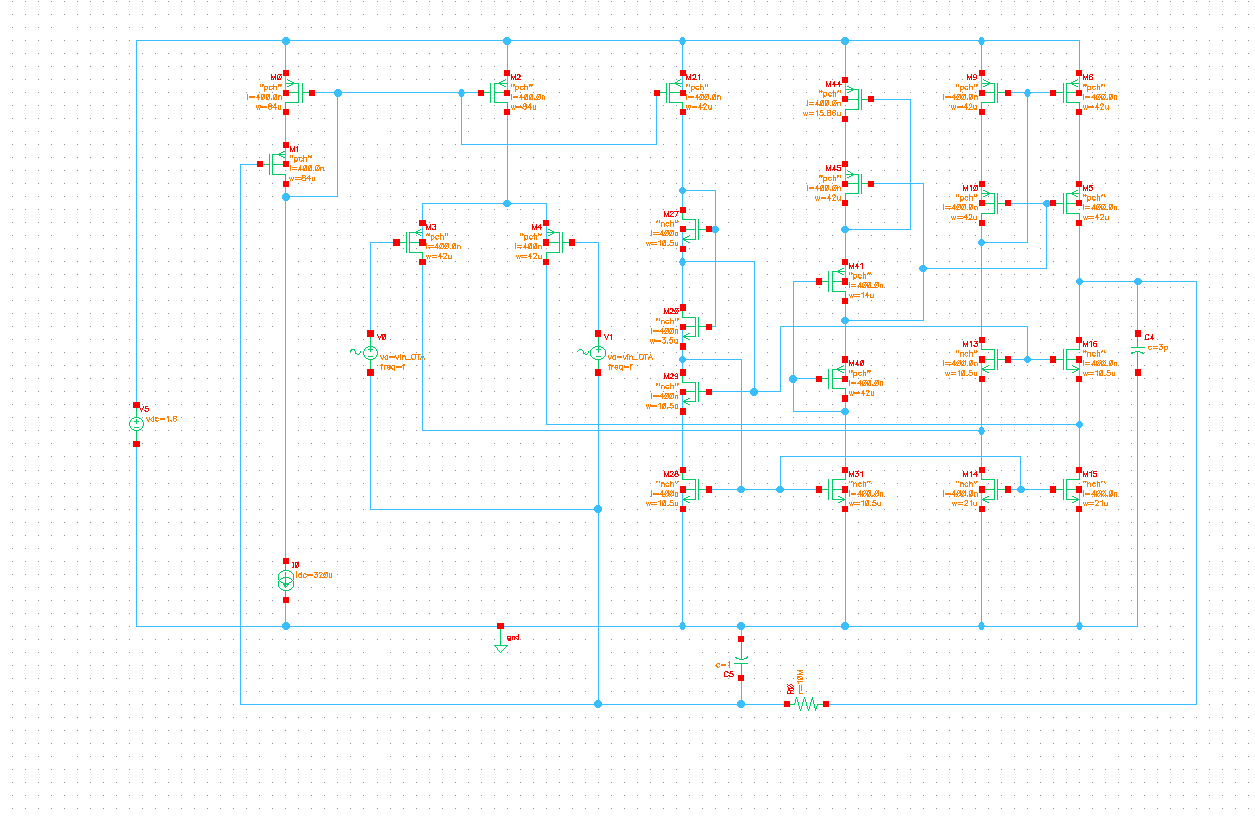 M0
"pch"
l=400.0n
w=84u
M2
"pch"
l=400.0n
w=84u
M21
"pch"
l=400.0n
w=42u
M44
"pch"
l=400.0n
w=15.86u
M9
"pch"
l=400.0n
w=42u
M6
"pch"
l=400.0n
w=42u
M1
"pch"
l=400.0n
w=84u
M45
"pch"
l=400.0n
w=42u
M10
"pch"
l=400.0n
w=42u
"pch"
l=400.0n
w=42u
M3
"pch"
l=400.0n
w=42u
M4
"pch"
l=400n
w=42u
M27
"nch"
l=400n
w=10.5u
M41
"pch"
l=400.0n
w=14u
"nch"
l=400n
w=3.5u
V0
vo=vin_OTA
freq=f
V1
vo=vin_OTA
freq=f
M29
"nch"
l=400n
w=10.5u
M40
"pch"
l=400.0n
w=42u
M13
"nch"
l=400.0n
w=10.5u
M16
"nch"
l=400.0n
w=10.5u
C4
c=3p
V5
vdc=1.8
M28
"nch"
l=400n
w=10.5u
M31
"nch"
l=400.0n
w=10.5u
M14
"nch"
l=400.0n
w=21u
M15
"nch"
l=400.0n
w=21u
I0
idc=320u
gnd
c=1
C5
R0
r=10M